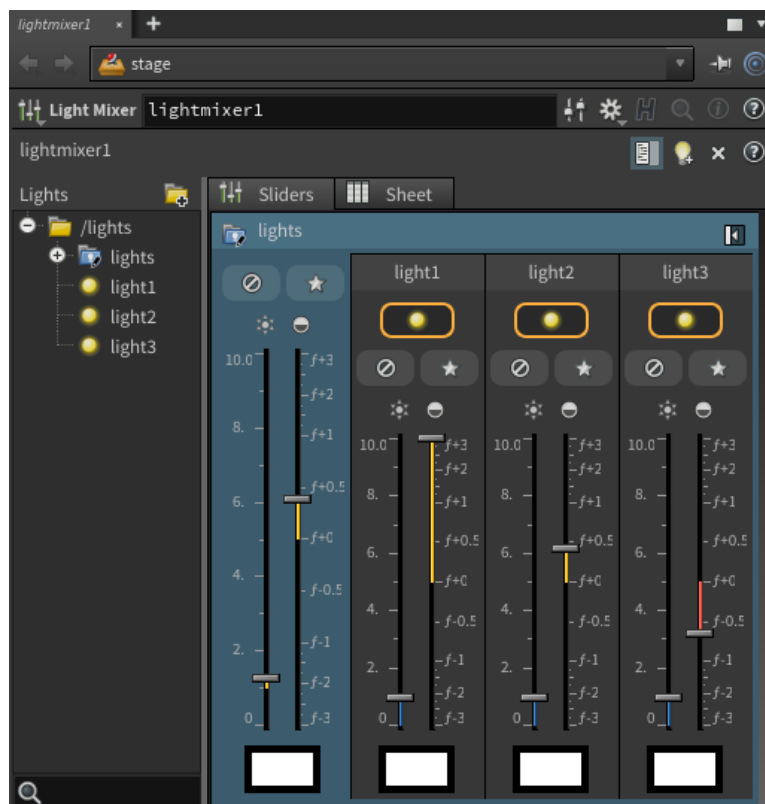 lightmixer1
stage
Light Mixer lightmixer1
lightmixer1
Lights
Sliders
Sheet
/lights
lights
light1
light2
light3
lights
light1
light2
light3
10.0
8.
6.
4.
2.
0
f+3
f+2
f+1
f+0.5
f+0
f-0.5
f-1
f-2
f-3
10.0
8.
6.
4.
2.
0
f+3
f+2
f+1
f+0.5
f+0
f-0.5
f-1
f-2
f-3
10.0
8.
6.
4.
2.
0
f+3
f+2
f+1
f+0.5
f+0
f-0.5
f-1
f-2
f-3
10.0
8.
6.
4.
2.
0
f+3
f+2
f+1
f+0.5
f+0
f-0.5
f-1
f-2
f-3